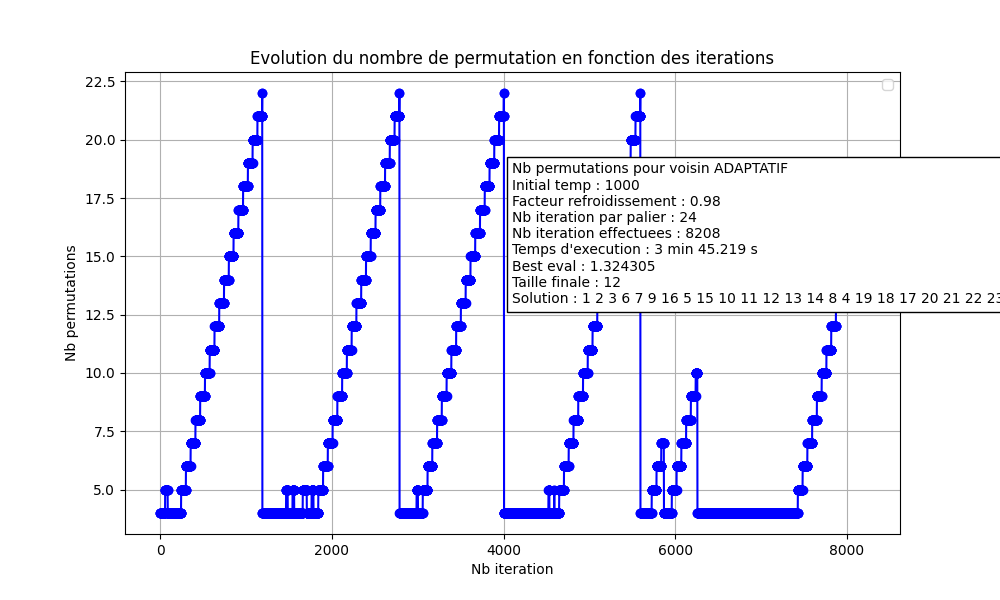 Evolution du nombre de permutation en fonction des iterations
22.5
20.0
17.5
15.0
12.5
10.0
7.5
5.0
Nb permutations
Nb permutations pour voisin ADAPTATIF
Initial temp : 1000
Facteur refroidissement : 0.98
Nb iteration par palier : 24
Nb iteration effectuees : 8208
Temps d'execution : 3 min 45.219 s
Best eval : 1.324305
Taille finale : 12
Solution : 1 2 3 6 7 9 16 5 15 10 11 12 13 14 8 4 19 18 17 20 21 22 23
0 2000 4000 6000 8000
Nb iteration